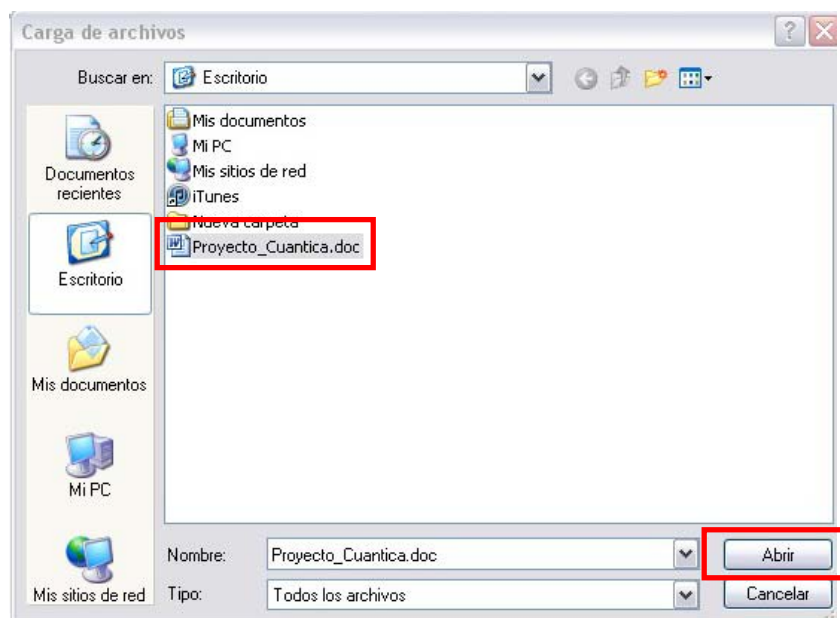 Carga de archivos
Buscar en: Escritorio
Mis documentos
Mi PC
Mis sitios de red
iTunes
Nueva carpeta
Proyecto_Cuantica.doc
Documentos
recientes
Escritorio
Mis documentos
Mi PC
Mis sitios de red
Nombre: Proyecto_Cuantica.doc Abrir
Tipo: Todos los archivos Cancelar